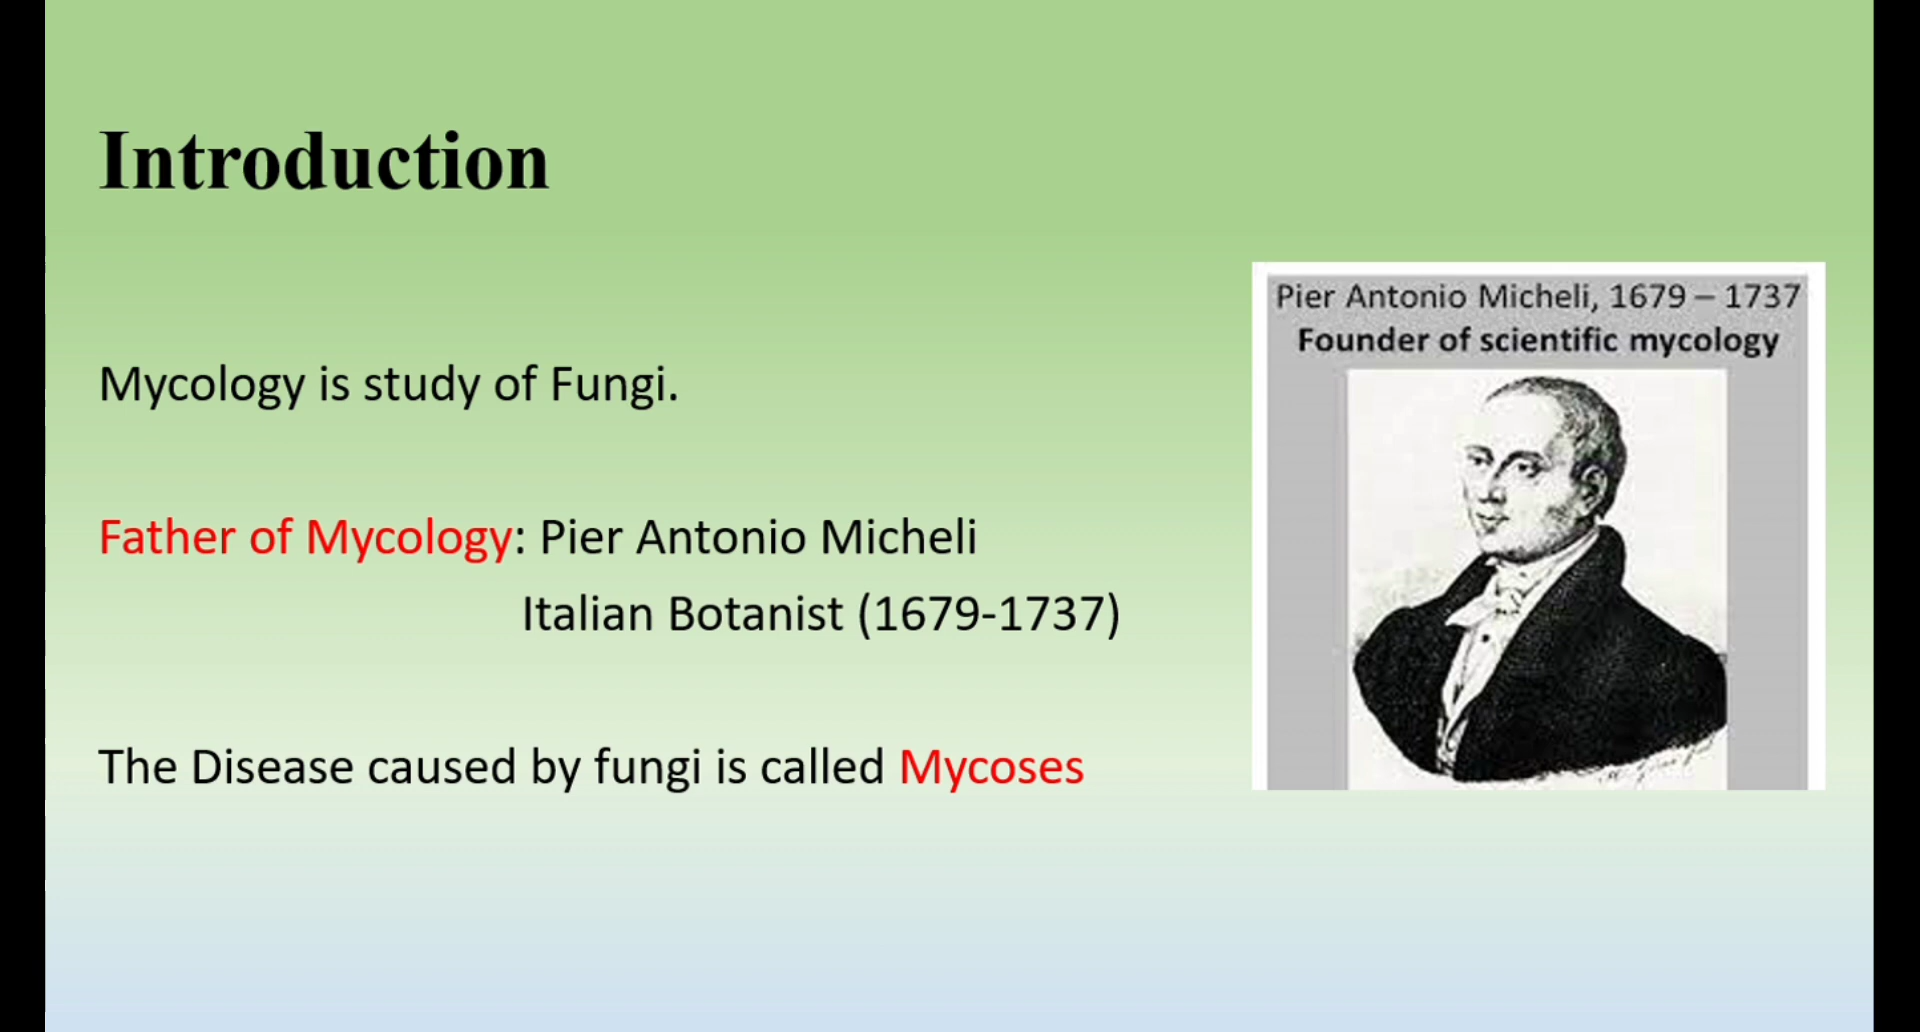 Introduction
Mycology is study of Fungi.
Father of Mycology: Pier Antonio Micheli
Italian Botanist (1679-1737)
The Disease caused by fungi is called Mycoses
Pier Antonio Micheli, 1679 – 1737
Founder of scientific mycology